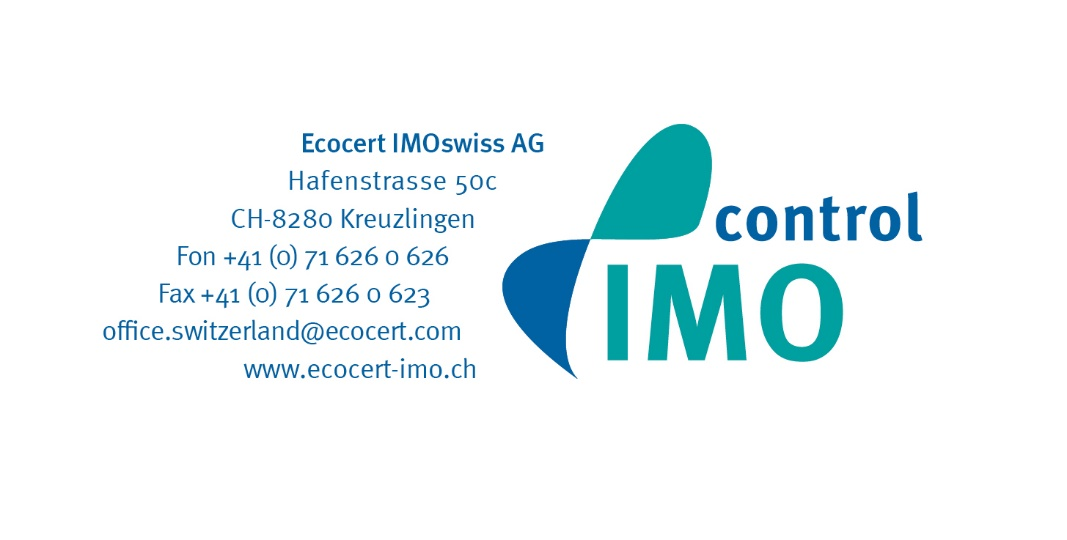 Ecocert IMOswiss AG
Hafenstrasse 50c
CH-8280 Kreuzlingen
Fon +41 (0) 71 626 0 626
Fax +41 (0) 71 626 0 623
office.switzerland@ecocert.com
www.ecocert-imo.ch
control
IMO